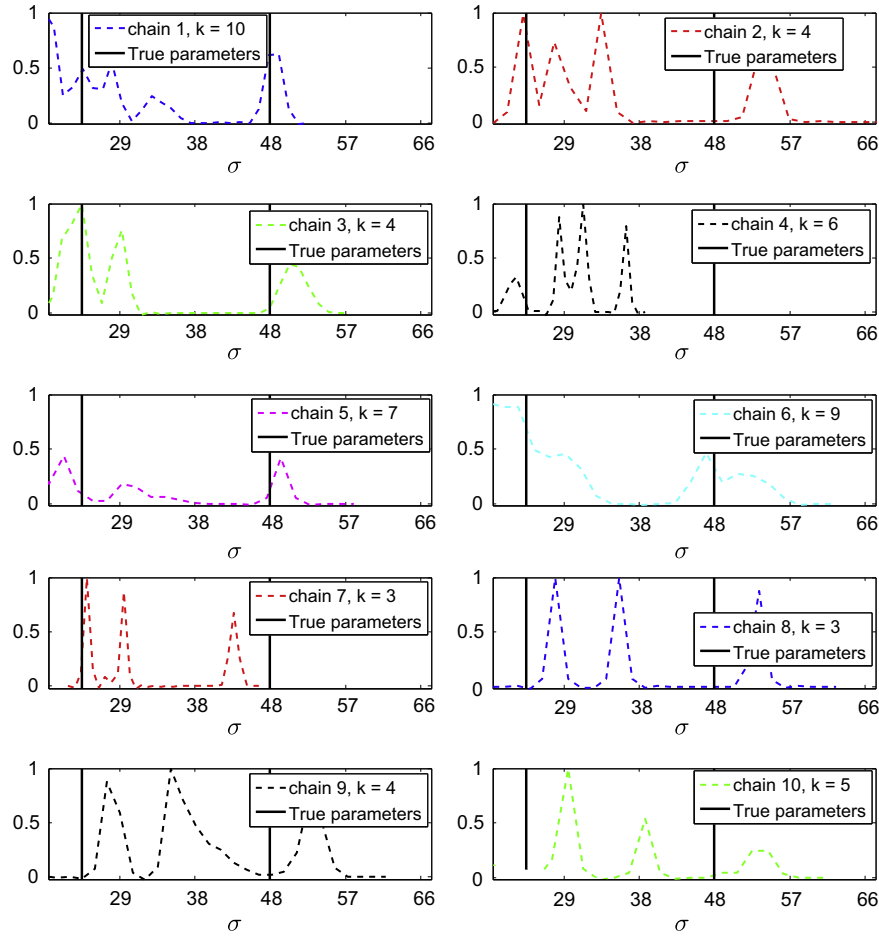 1
0.5
0
29 38 48 57 66
σ
chain 1, k = 10
True parameters
1
0.5
0
29 38 48 57 66
σ
chain 2, k = 4
True parameters
1
0.5
0
29 38 48 57 66
σ
chain 3, k = 4
True parameters
1
0.5
0
29 38 48 57 66
σ
chain 4, k = 6
True parameters
1
0.5
0
29 38 48 57 66
σ
chain 5, k = 7
True parameters
1
0.5
0
29 38 48 57 66
σ
chain 6, k = 9
True parameters
1
0.5
0
29 38 48 57 66
σ
chain 7, k = 3
True parameters
1
0.5
0
29 38 48 57 66
σ
chain 8, k = 3
True parameters
1
0.5
0
29 38 48 57 66
σ
chain 9, k = 4
True parameters
1
0.5
0
29 38 48 57 66
σ
chain 10, k = 5
True parameters